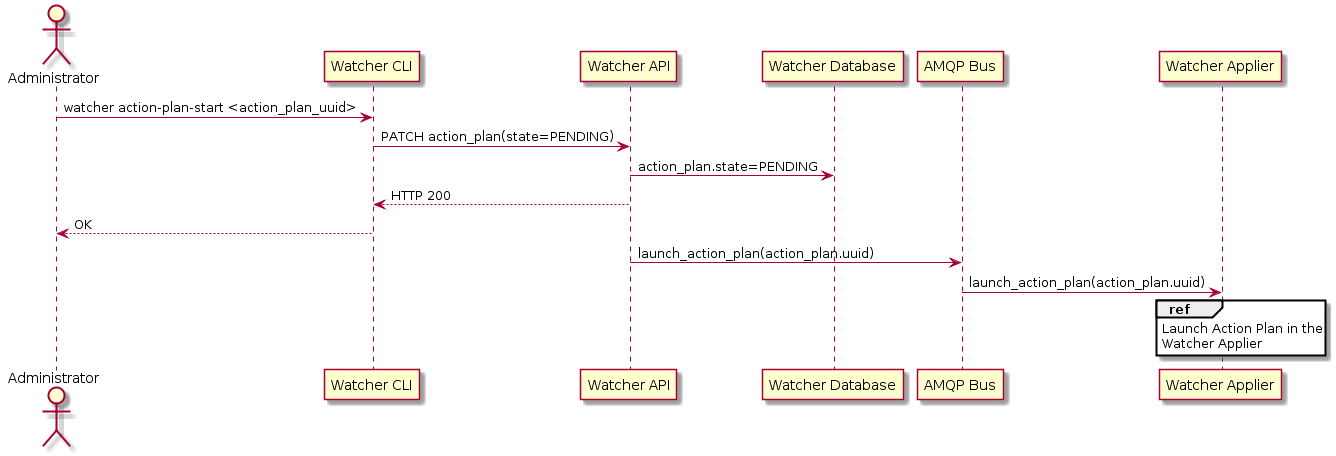 Administrator
Watcher CLI
Watcher API
Watcher Database
AMQP Bus
Watcher Applier
watcher action-plan-start <action_plan_uuid>
PATCH action_plan(state=PENDING)
action_plan.state=PENDING
HTTP 200
OK
launch_action_plan(action_plan.uuid)
launch_action_plan(action_plan.uuid)
ref
Launch Action Plan in the
Watcher Applier
Administrator
Watcher CLI
Watcher API
Watcher Database
AMQP Bus
Watcher Applier